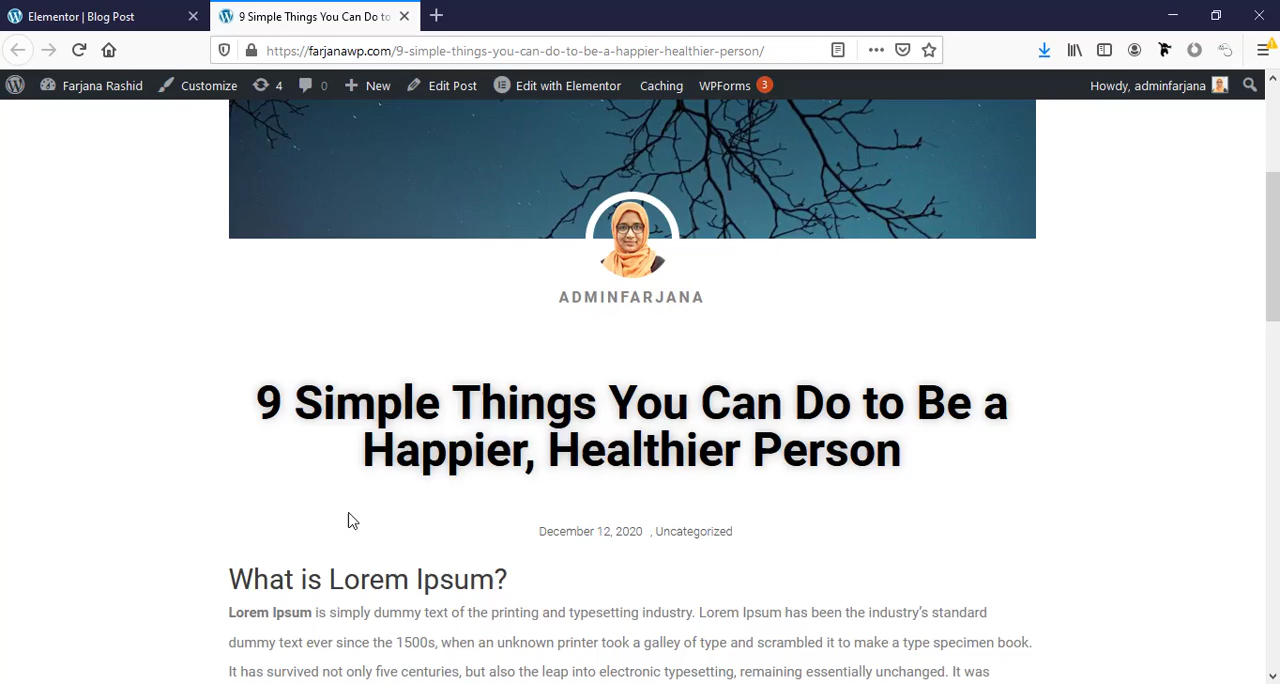 Elementor | Blog Post
9 Simple Things You Can Do to
https://farjanawp.com/9-simple-things-you-can-do-to-be-a-happier-healthier-person/
Farjana Rashid Customize 4 0 New Edit Post Edit with Elementor Caching WPForms 3 Howdy, adminfarjana
ADMINFARJANA
9 Simple Things You Can Do to Be a
Happier, Healthier Person
December 12, 2020 , Uncategorized
What is Lorem Ipsum?
Lorem Ipsum is simply dummy text of the printing and typesetting industry. Lorem Ipsum has been the industry’s standard
dummy text ever since the 1500s, when an unknown printer took a galley of type and scrambled it to make a type specimen book.
It has survived not only five centuries, but also the leap into electronic typesetting, remaining essentially unchanged. It was